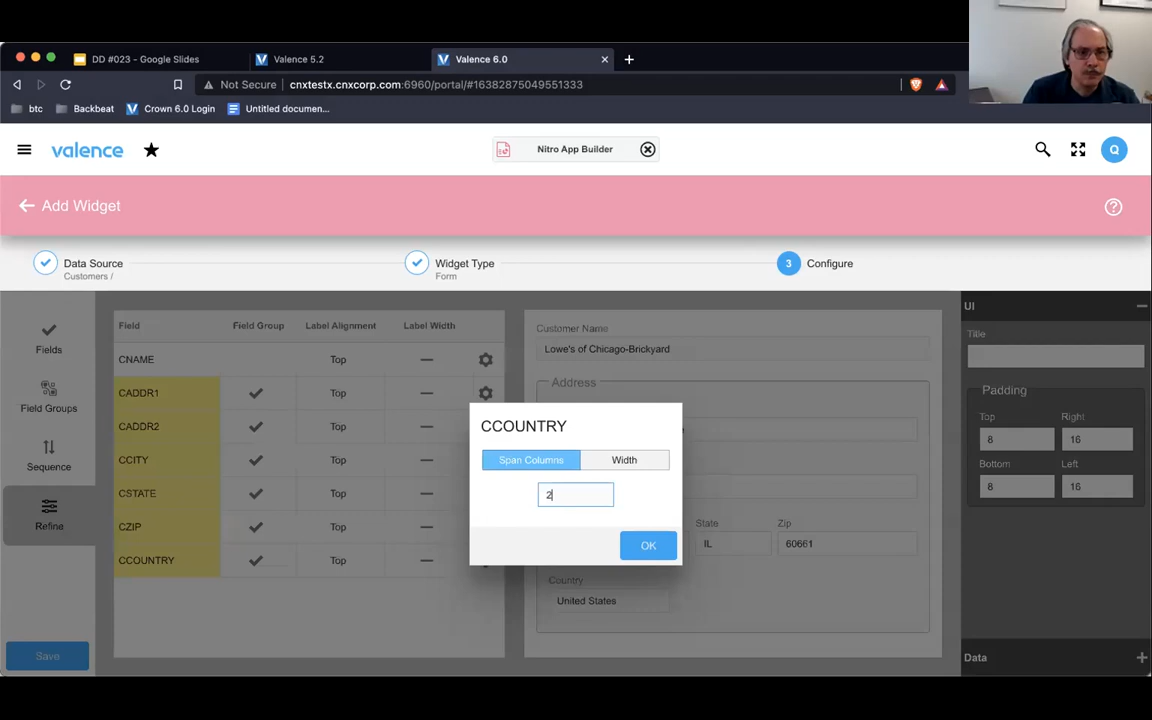 DD #023 - Google Slides
Valence 5.2
Valence 6.0
Not Secure
cnxtestx.cnxcorp.com:6960/portal/#16382875049551333
btc
Backbeat
Crown 6.0 Login
Untitled documen...
valence
Nitro App Builder
Q
Add Widget
Data Source
Customers /
Widget Type
Form
3
Configure
Fields
Field Groups
Sequence
Refine
Save
Field
Field Group
Label Alignment
Label Width
CNAME
Top
CADDR1
Top
CADDR2
Top
CCITY
Top
CSTATE
Top
CZIP
Top
CCOUNTRY
Top
Customer Name
Lowe's of Chicago-Brickyard
Address
State
Zip
IL
60661
Country
United States
CCOUNTRY
Span Columns
Width
2
OK
UI
Title
Padding
Top
Right
8
16
Bottom
Left
8
16
Data